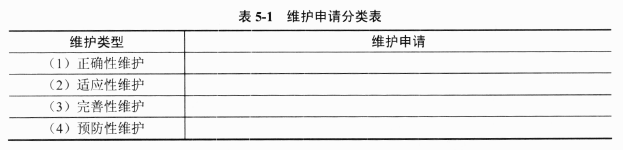 表 5-1 维护申请分类表
维护类型 维护申请
（1）正确性维护
（2）适应性维护
（3）完善性维护
（4）预防性维护